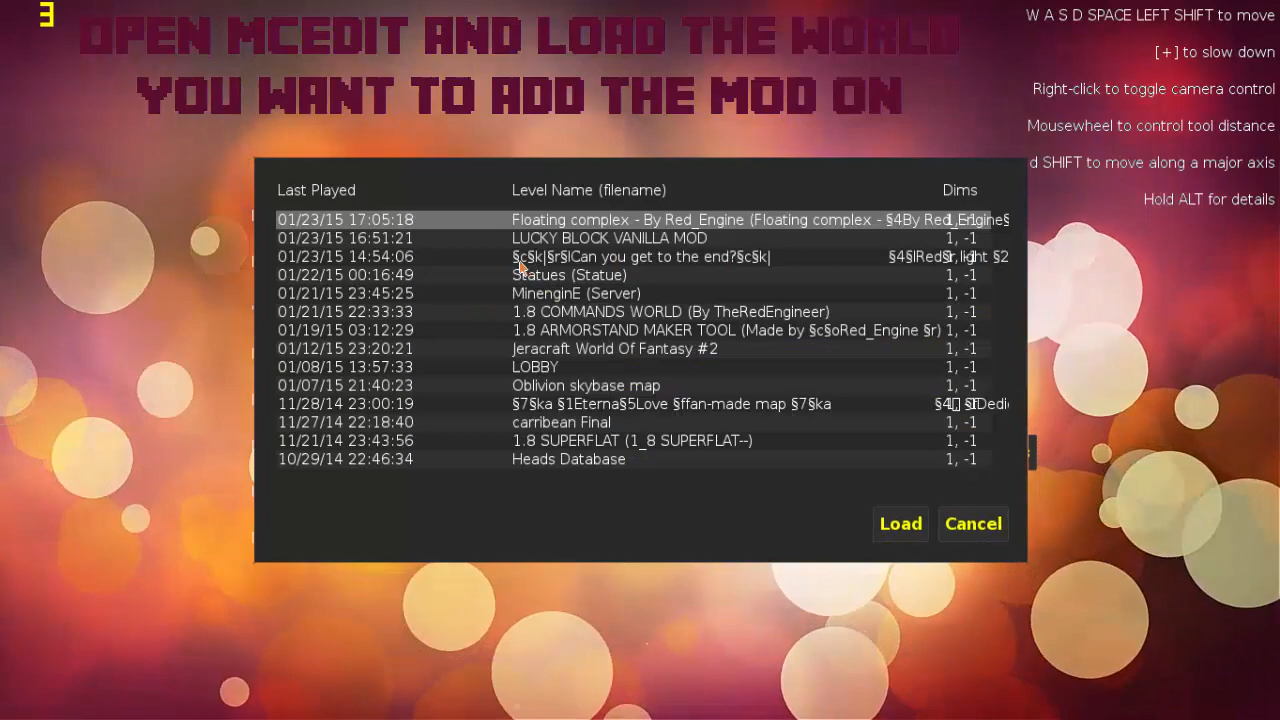 3
OPEN MCEDIT AND LOAD THE WORLD
YOU WANT TO ADD THE MOD ON
W A S D SPACE LEFT SHIFT to move
[+] to slow down
Right-click to toggle camera control
Mousewheel to control tool distance
d SHIFT to move along a major axis
Hold ALT for details
Last Played Level Name (filename) Dims
01/23/15 17:05:18 Floating complex - By Red_Engine (Floating complex - §4By Red_Engine§ 1, -1
01/23/15 16:51:21 LUCKY BLOCK VANILLA MOD 1, -1
01/23/15 14:54:06 §c§k|§r§lCan you get to the end?§c§k| §4§lRed§r, light §2
01/22/15 00:16:49 Statues (Statue) 1, -1
01/21/15 23:45:25 MinenginE (Server) 1, -1
01/21/15 22:33:33 1.8 COMMANDS WORLD (By TheRedEngineer) 1, -1
01/19/15 03:12:29 1.8 ARMORSTAND MAKER TOOL (Made by §c§oRed_Engine §r) 1, -1
01/12/15 23:20:21 Jeracraft World Of Fantasy #2 1, -1
01/08/15 13:57:33 LOBBY 1, -1
01/07/15 21:40:23 Oblivion skybase map 1, -1
11/28/14 23:00:19 §7§ka §1Eterna§5Love §ffan-made map §7§ka
11/27/14 22:18:40 carribean Final 1, -1
11/21/14 23:43:56 1.8 SUPERFLAT (1_8 SUPERFLAT--) 1, -1
10/29/14 22:46:34 Heads Database 1, -1
Load Cancel